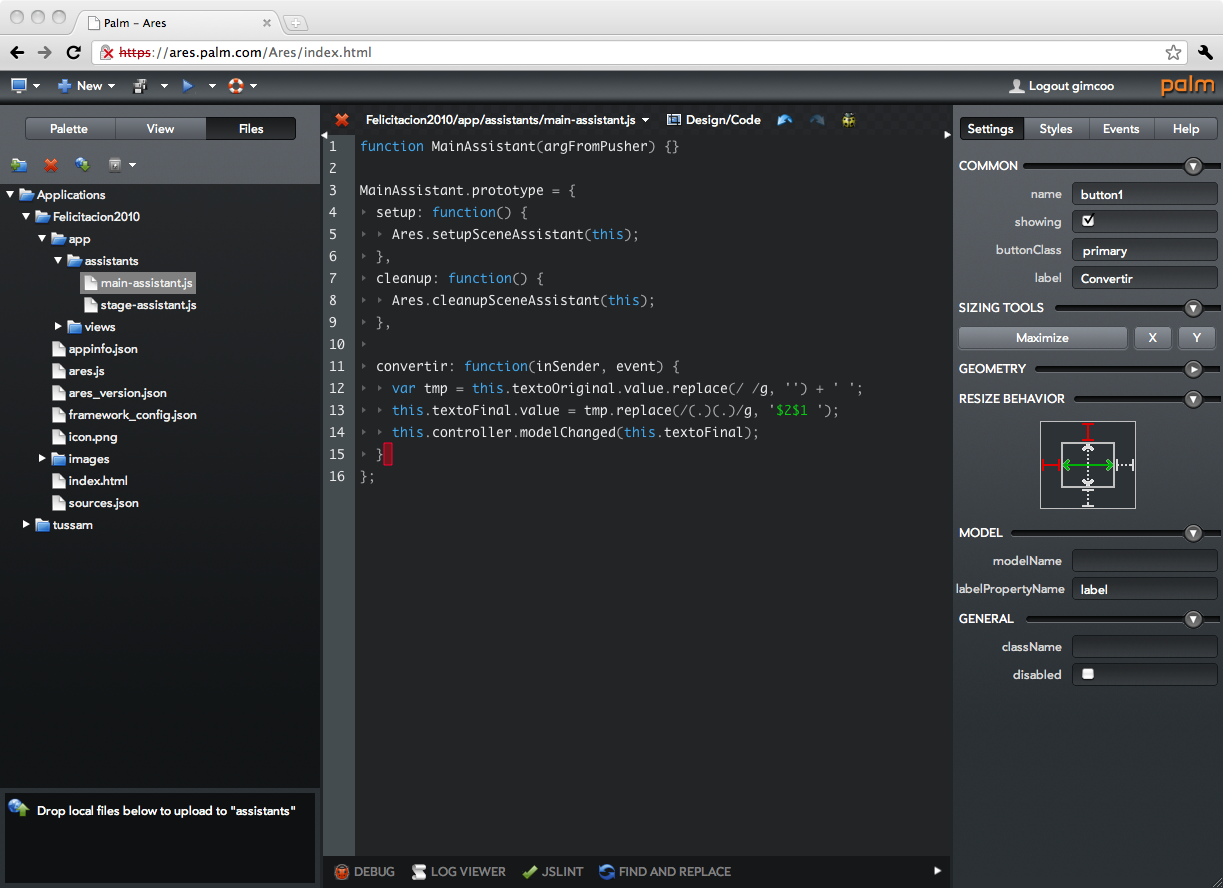 Palm – Ares
https://ares.palm.com/Ares/index.html
New
Logout gimcoo
palm
Palette View Files
Applications
Felicitacion2010
app
assistants
main-assistant.js
stage-assistant.js
views
appinfo.json
ares.js
ares_version.json
framework_config.json
icon.png
images
index.html
sources.json
tussam
Drop local files below to upload to "assistants"
Felicitacion2010/app/assistants/main-assistant.js Design/Code
1 function MainAssistant(argFromPusher) {}
2
3 MainAssistant.prototype = {
4 setup: function() {
5 Ares.setupSceneAssistant(this);
6 },
7 cleanup: function() {
8 Ares.cleanupSceneAssistant(this);
9 },
10
11 convertir: function(inSender, event) {
12 var tmp = this.textoOriginal.value.replace(/ /g, '') + ' ';
13 this.textoFinal.value = tmp.replace(/(.)(.)/g, '$2$1 ');
14 this.controller.modelChanged(this.textoFinal);
15 }
16 };
DEBUG LOG VIEWER JSLINT FIND AND REPLACE
Settings Styles Events Help
COMMON
name button1
showing
buttonClass primary
label Convertir
SIZING TOOLS
Maximize X Y
GEOMETRY
RESIZE BEHAVIOR
MODEL
modelName
labelPropertyName label
GENERAL
className
disabled